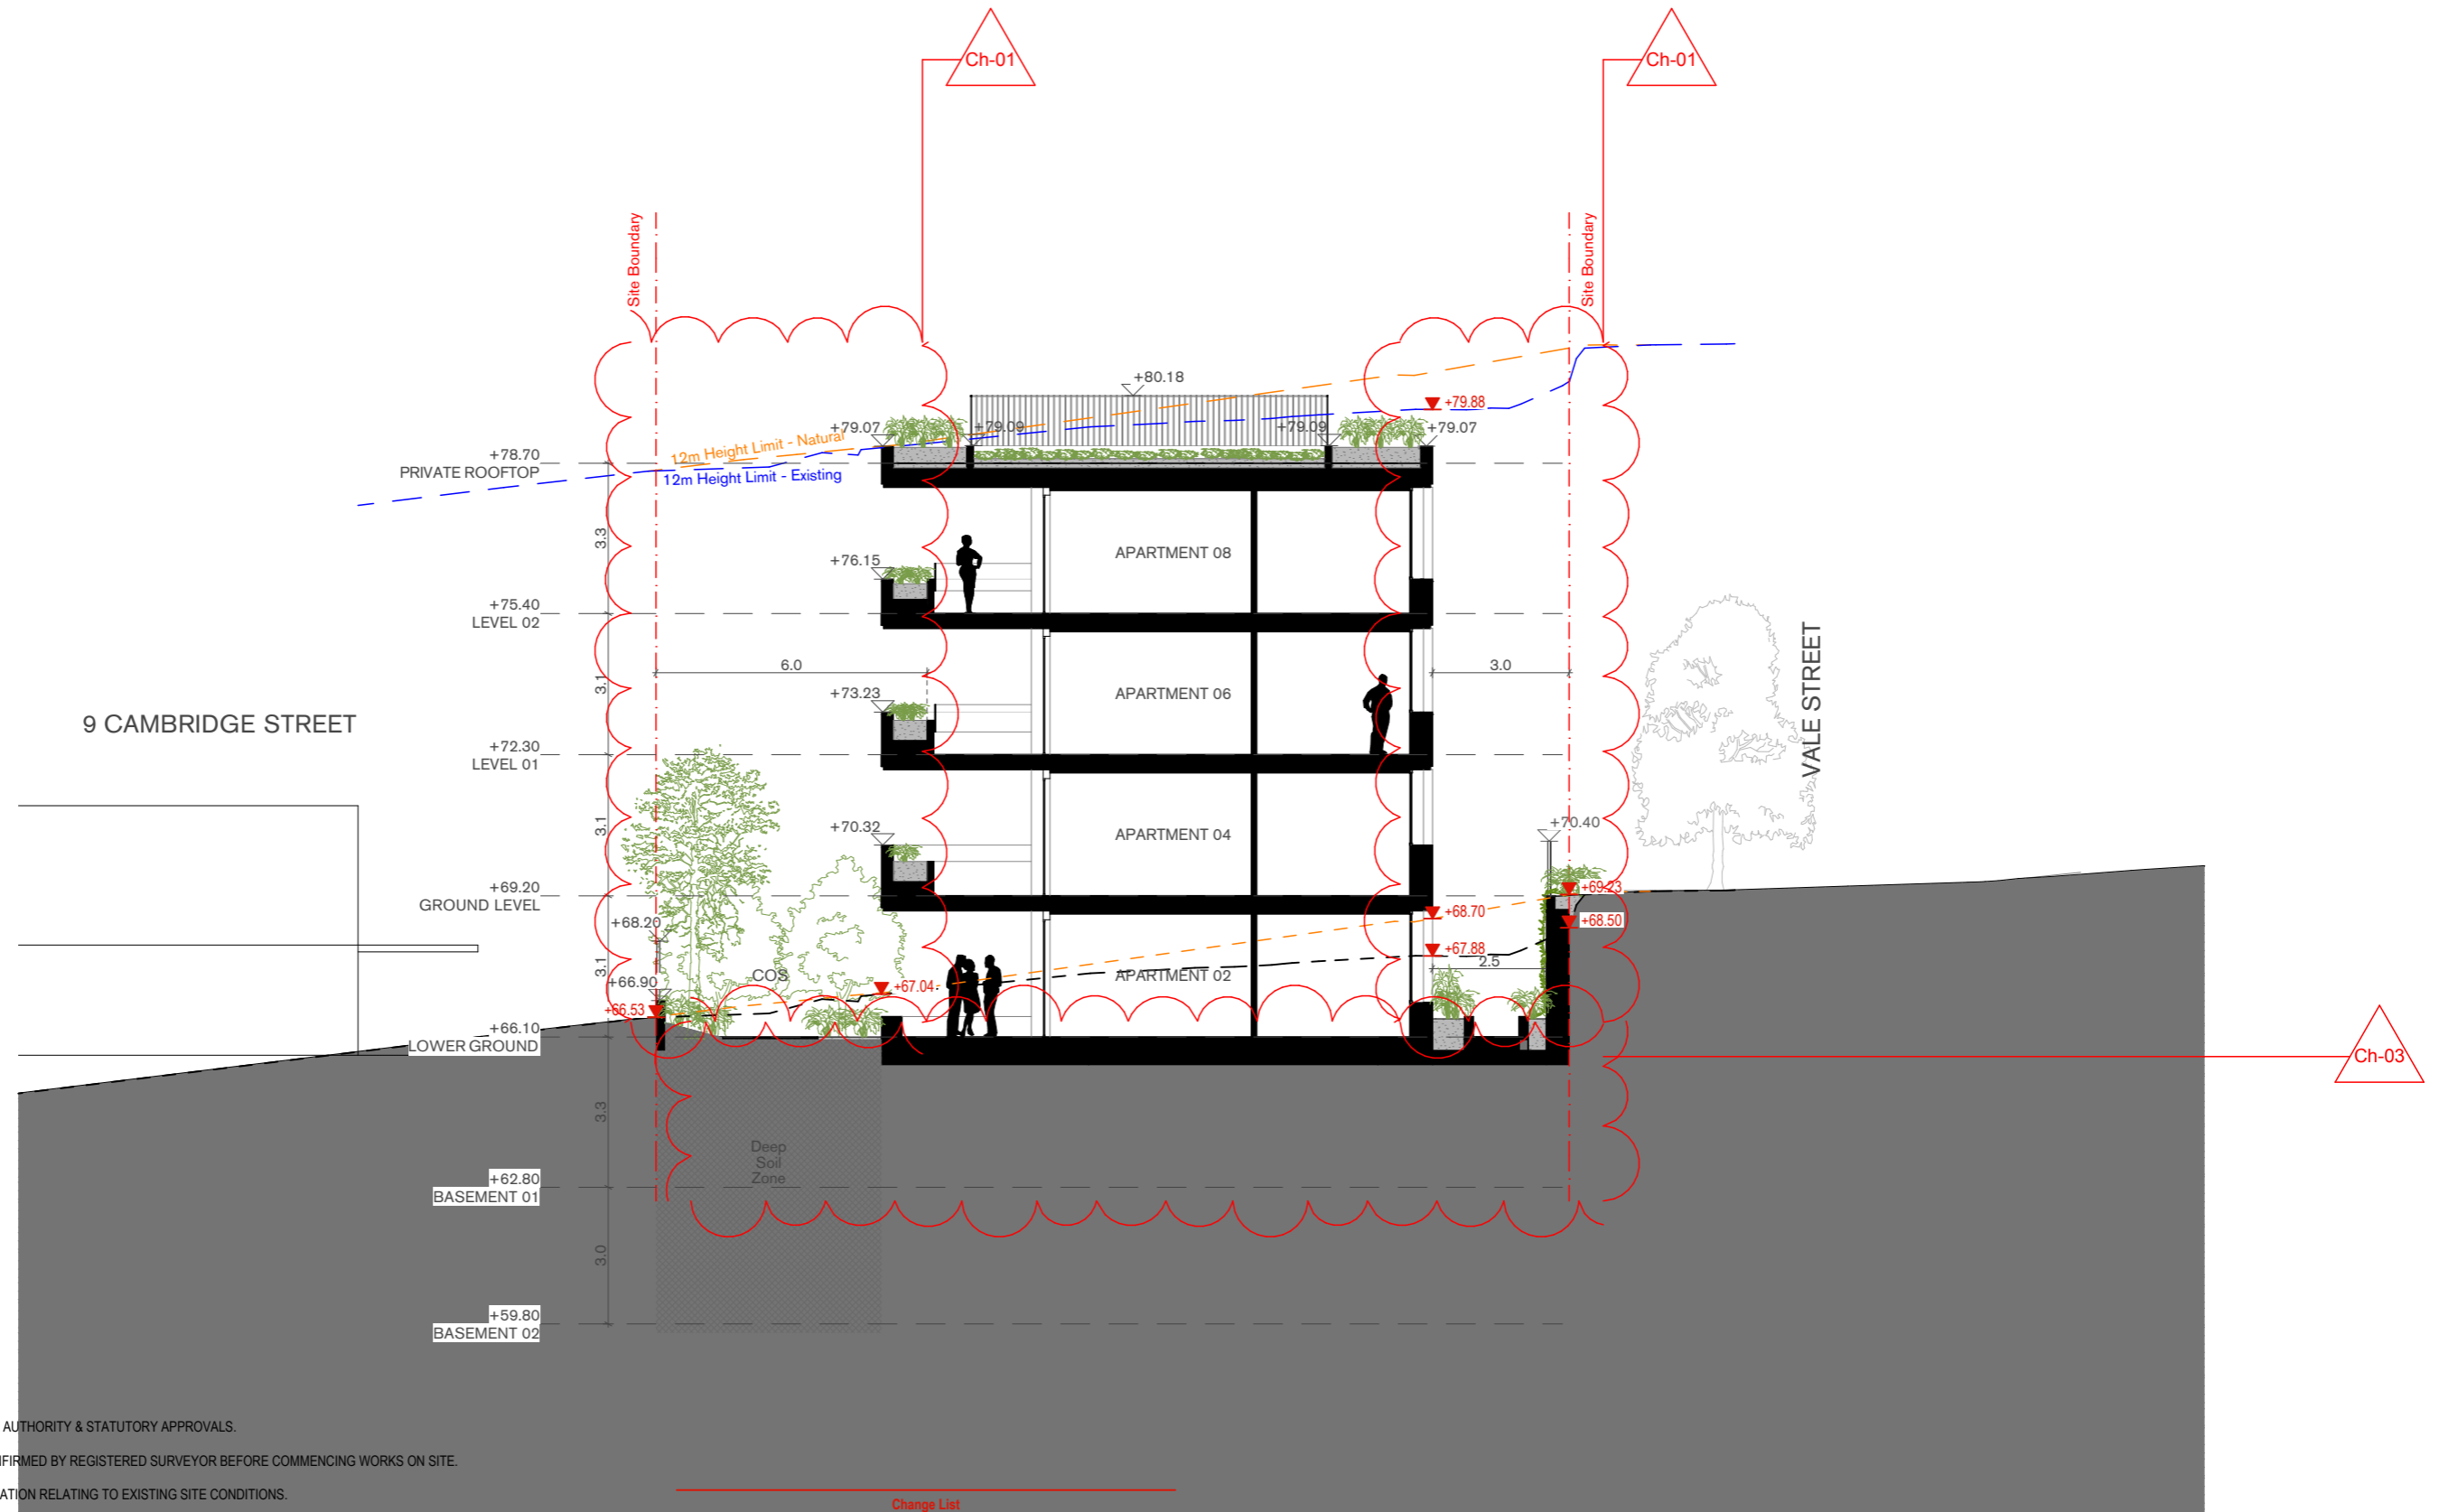 Ch-01
Ch-01
Site Boundary
Site Boundary
+80.18
+79.88
+79.07
+79.09
+79.09
+79.07
12m Height Limit - Natural
12m Height Limit - Existing
+78.70
PRIVATE ROOFTOP
3.3
APARTMENT 08
+76.15
+75.40
LEVEL 02
6.0
3.0
3.1
APARTMENT 06
+73.23
9 CAMBRIDGE STREET
VALE STREET
+72.30
LEVEL 01
3.1
+70.32
APARTMENT 04
+70.40
+69.20
GROUND LEVEL
+69.23
+68.70
+68.50
+68.20
+67.88
3.1
COS
APARTMENT 02
2.5
+66.90
+67.04
+66.53
+66.10
LOWER GROUND
Ch-03
3.3
Deep
Soil
Zone
+62.80
BASEMENT 01
3.0
+59.80
BASEMENT 02
AUTHORITY & STATUTORY APPROVALS.
FIRMED BY REGISTERED SURVEYOR BEFORE COMMENCING WORKS ON SITE.
ATION RELATING TO EXISTING SITE CONDITIONS.
Change List